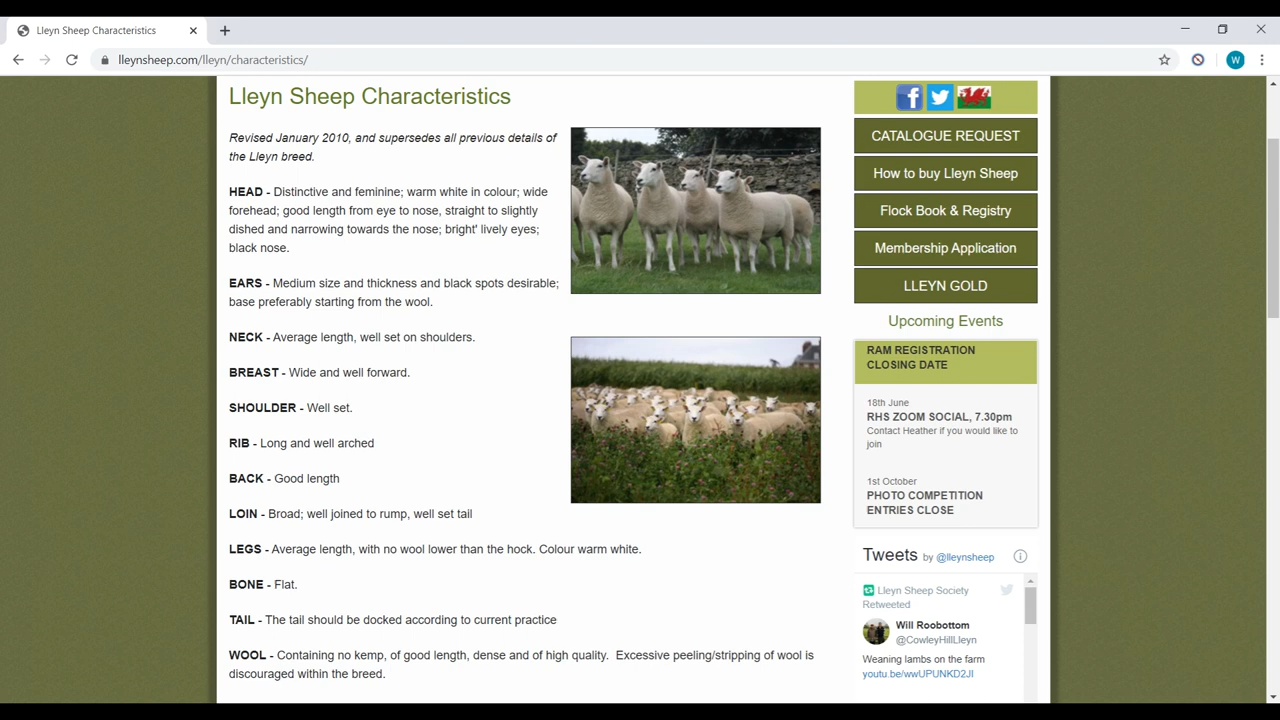 Lleyn Sheep Characteristics
lleynsheep.com/lleyn/characteristics/
W
Lleyn Sheep Characteristics
Revised January 2010, and supersedes all previous details of
the Lleyn breed.
HEAD - Distinctive and feminine; warm white in colour; wide
forehead; good length from eye to nose, straight to slightly
dished and narrowing towards the nose; bright' lively eyes;
black nose.
EARS - Medium size and thickness and black spots desirable;
base preferably starting from the wool.
NECK - Average length, well set on shoulders.
BREAST - Wide and well forward.
SHOULDER - Well set.
RIB - Long and well arched
BACK - Good length
LOIN - Broad; well joined to rump, well set tail
LEGS - Average length, with no wool lower than the hock. Colour warm white.
BONE - Flat.
TAIL - The tail should be docked according to current practice
WOOL - Containing no kemp, of good length, dense and of high quality.  Excessive peeling/stripping of wool is
discouraged within the breed.
CATALOGUE REQUEST
How to buy Lleyn Sheep
Flock Book & Registry
Membership Application
LLEYN GOLD
Upcoming Events
RAM REGISTRATION
CLOSING DATE
18th June
RHS ZOOM SOCIAL, 7.30pm
Contact Heather if you would like to
join
1st October
PHOTO COMPETITION
ENTRIES CLOSE
Tweets by @lleynsheep
Lleyn Sheep Society
Retweeted
Will Roobottom
@CowleyHillLleyn
Weaning lambs on the farm
youtu.be/wwUPUNKD2JI